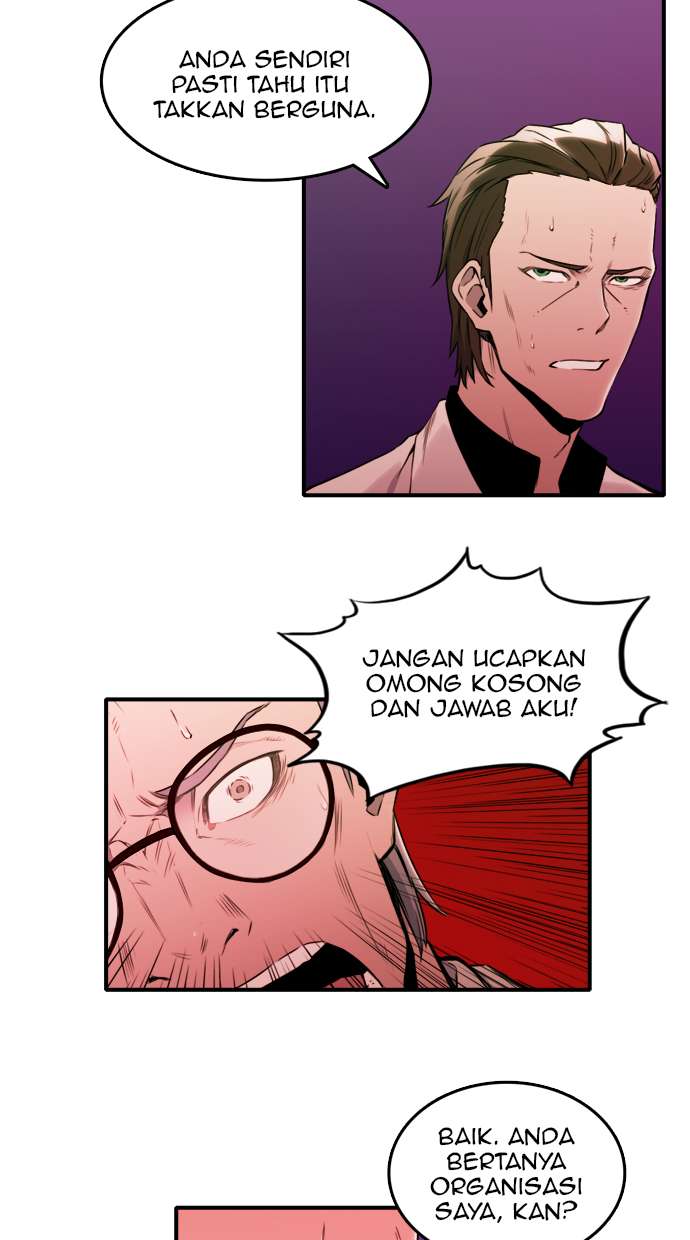 ANDA SENDIRI
PASTI TAHU ITU
TAKKAN BERGUNA.
JANGAN UCAPKAN
OMONG KOSONG
DAN JAWAB AKU!
BAIK. ANDA
BERTANYA
ORGANISASI
SAYA, KAN?